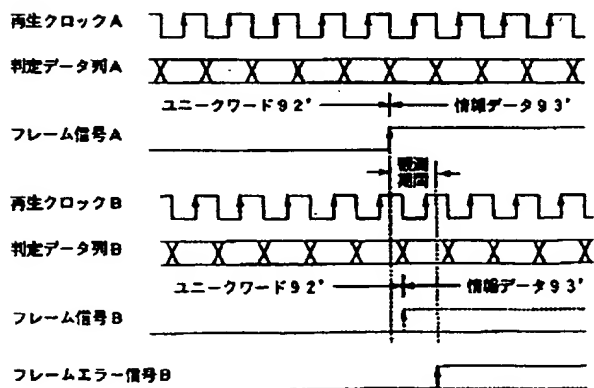 再生クロックA
判定データ列A
ユニークワード92'
情報データ93'
フレーム信号A
観測
期間
再生クロックB
判定データ列B
ユニークワード92'
情報データ93'
フレーム信号B
フレームエラー信号B